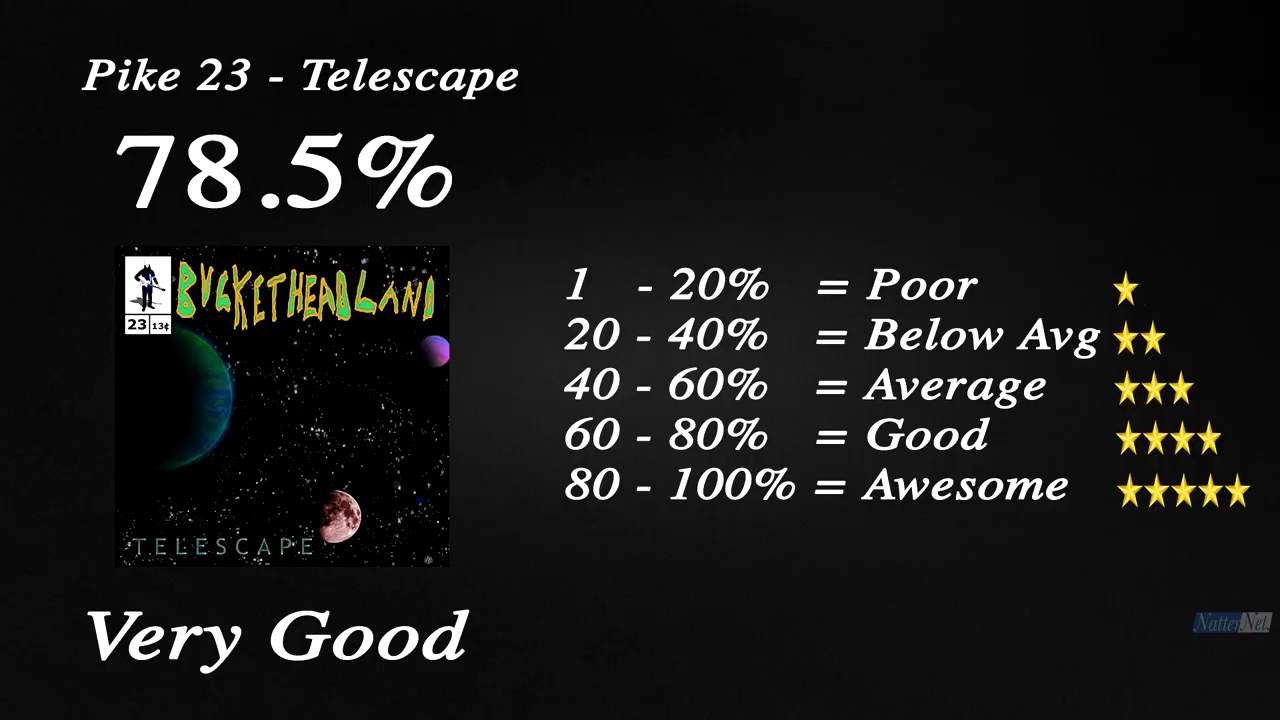 Pike 23 - Telescape
78.5%
BUCKETHEADLAND
23 13¢
TELESCAPE
Very Good
1 - 20% = Poor
20 - 40% = Below Avg
40 - 60% = Average
60 - 80% = Good
80 - 100% = Awesome
NatterNet